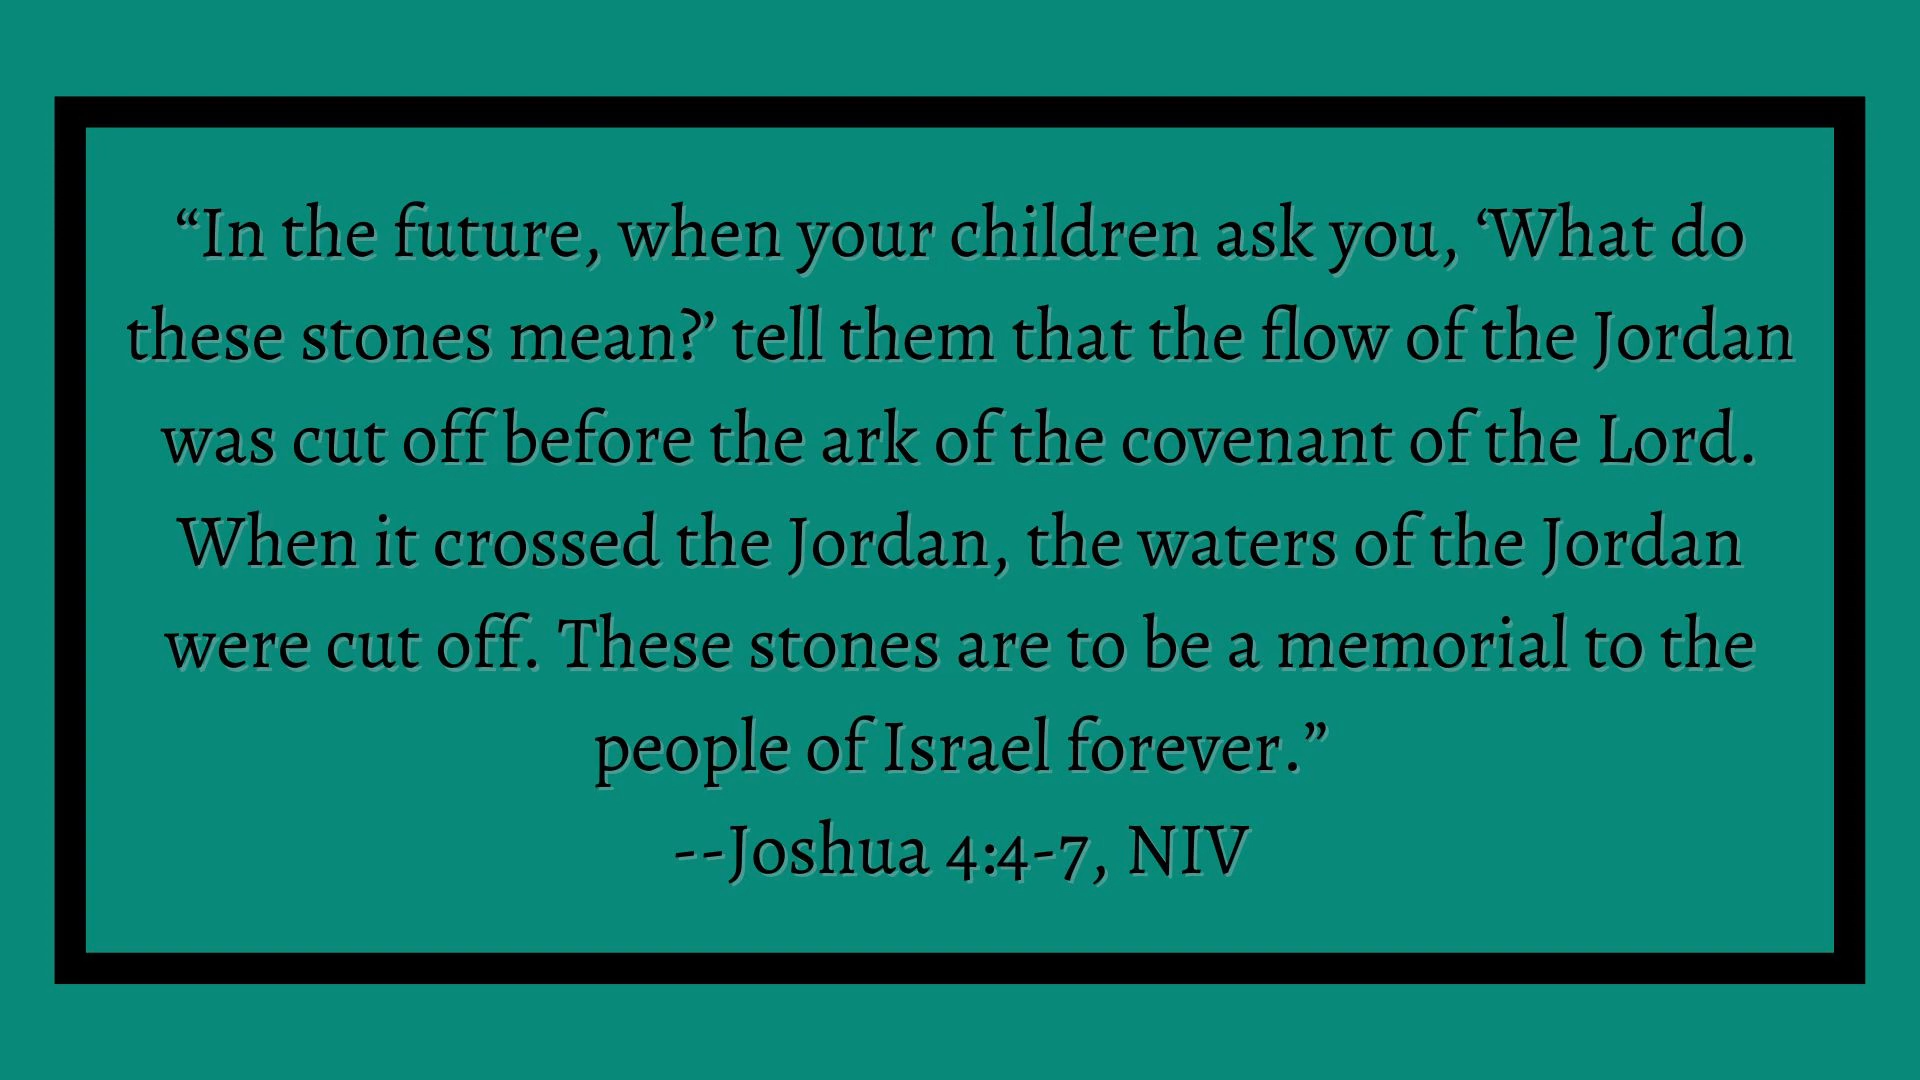 “In the future, when your children ask you, ‘What do
these stones mean?’ tell them that the flow of the Jordan
was cut off before the ark of the covenant of the Lord.
When it crossed the Jordan, the waters of the Jordan
were cut off. These stones are to be a memorial to the
people of Israel forever.”
--Joshua 4:4-7, NIV